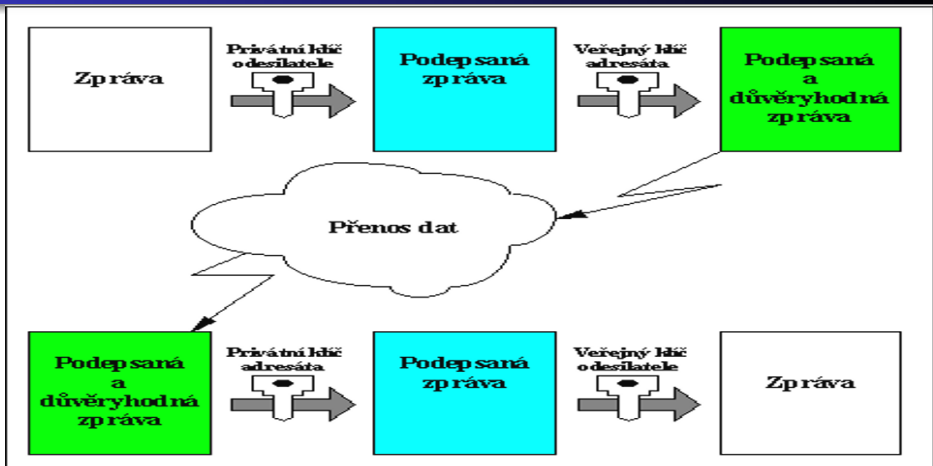 Zpráva
Privátní klíč
odesílatele
Podepsaná
zpráva
Veřejný klíč
adresáta
Podepsaná
a
důvěryhodná
zpráva
Přenos dat
Podepsaná
a
důvěryhodná
zpráva
Privátní klíč
adresáta
Podepsaná
zpráva
Veřejný klíč
odesílatele
Zpráva